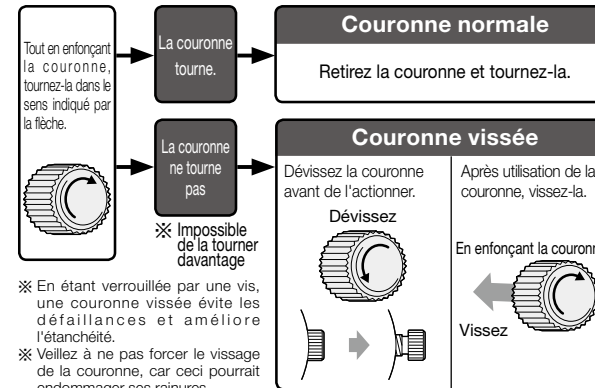 Tout en enfonçant
la couronne,
tournez-la dans le
sens indiqué par
la flèche.
La couronne
tourne.
Couronne normale
Retirez la couronne et tournez-la.
La couronne
ne tourne
pas
※ Impossible
de la tourner
davantage
Couronne vissée
Dévissez la couronne
avant de l'actionner.
Dévissez
Après utilisation de la
couronne, vissez-la.
En enfonçant la couronn
Vissez
※ En étant verrouillée par une vis,
une couronne vissée évite les
défaillances et améliore
l'étanchéité.
※ Veillez à ne pas forcer le vissage
de la couronne, car ceci pourrait
endommager ses rainures.